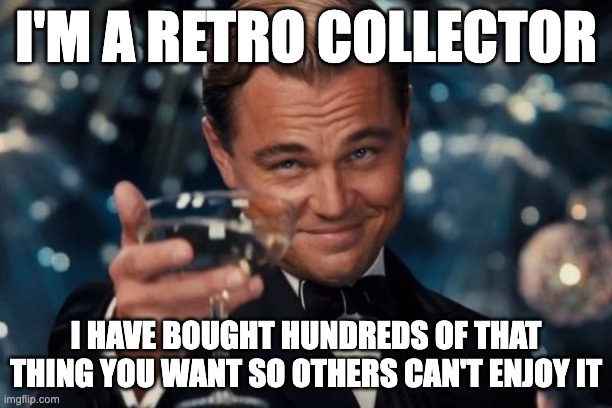 I'M A RETRO COLLECTOR
I HAVE BOUGHT HUNDREDS OF THAT
THING YOU WANT SO OTHERS CAN'T ENJOY IT
imgflip.com